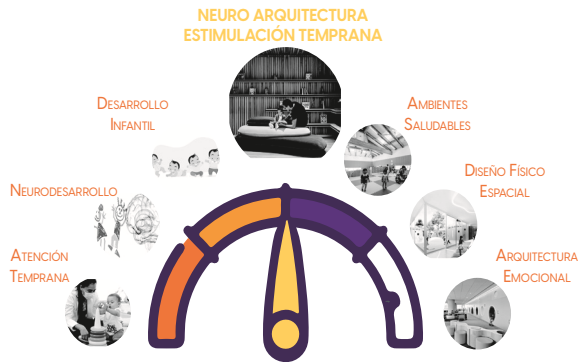 NEURO ARQUITECTURA
ESTIMULACIÓN TEMPRANA
DESARROLLO
INFANTIL
AMBIENTES
SALUDABLES
NEURODESARROLLO
DISEÑO FÍSICO
ESPACIAL
ATENCIÓN
TEMPRANA
ARQUITECTURA
EMOCIONAL